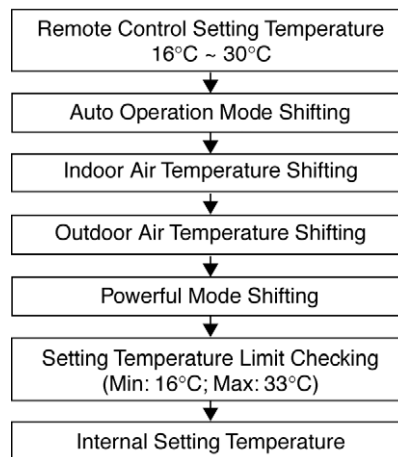 Remote Control Setting Temperature
16°C ~ 30°C
Auto Operation Mode Shifting
Indoor Air Temperature Shifting
Outdoor Air Temperature Shifting
Powerful Mode Shifting
Setting Temperature Limit Checking
(Min: 16°C; Max: 33°C)
Internal Setting Temperature